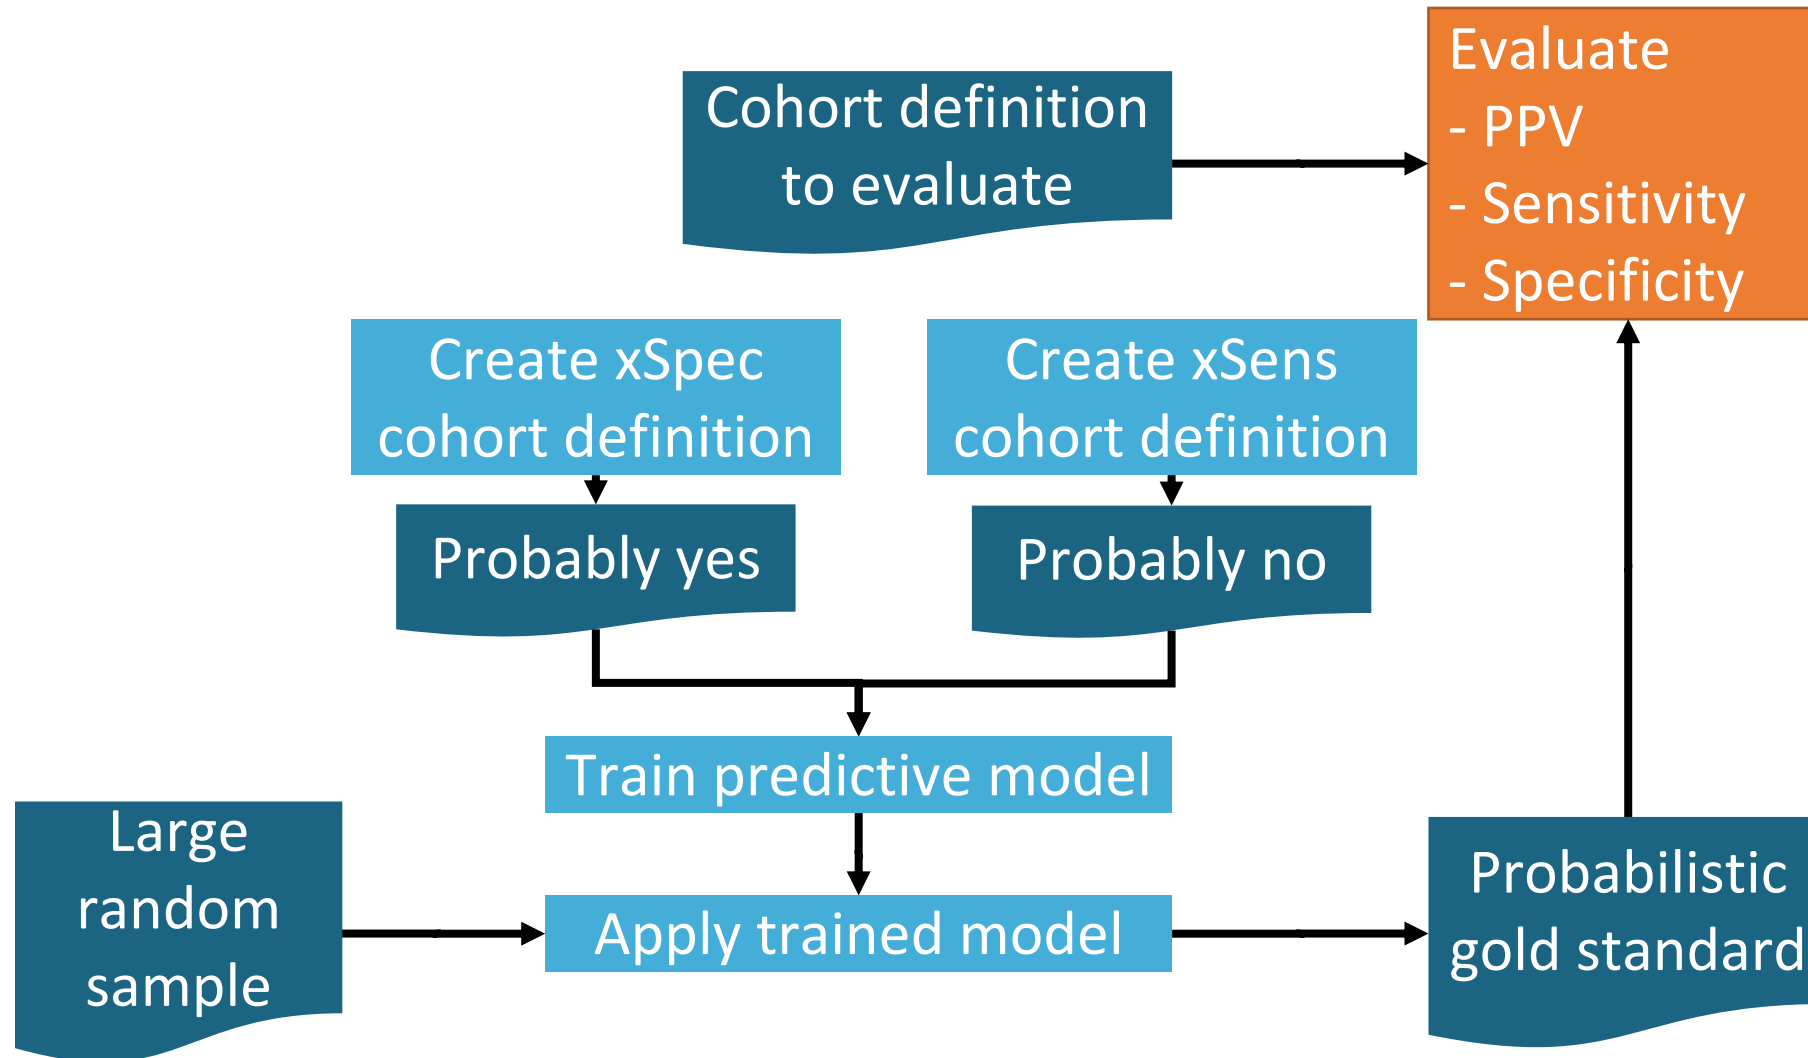 Cohort definition
to evaluate
Evaluate
- PPV
- Sensitivity
- Specificity
Create xSpec
cohort definition
Create xSens
cohort definition
Probably yes
Probably no
Train predictive model
Large
random
sample
Apply trained model
Probabilistic
gold standard